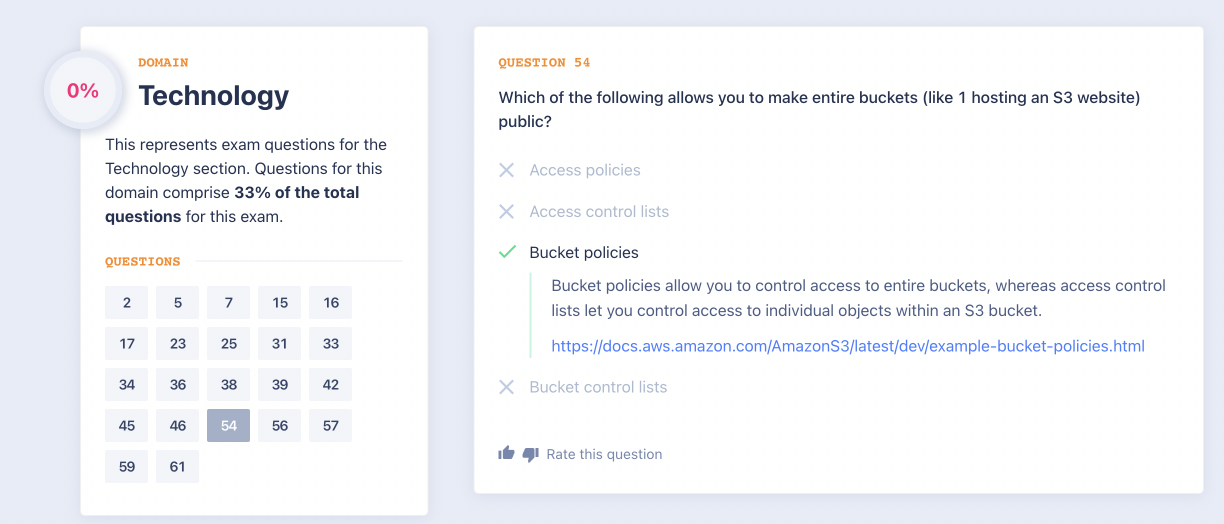 0%
DOMAIN
Technology
This represents exam questions for the
Technology section. Questions for this
domain comprise 33% of the total
questions for this exam.
QUESTIONS
2 5 7 15 16
17 23 25 31 33
34 36 38 39 42
45 46 54 56 57
59 61
QUESTION 54
Which of the following allows you to make entire buckets (like 1 hosting an S3 website)
public?
Access policies
Access control lists
Bucket policies
Bucket policies allow you to control access to entire buckets, whereas access control
lists let you control access to individual objects within an S3 bucket.
https://docs.aws.amazon.com/AmazonS3/latest/dev/example-bucket-policies.html
Bucket control lists
Rate this question